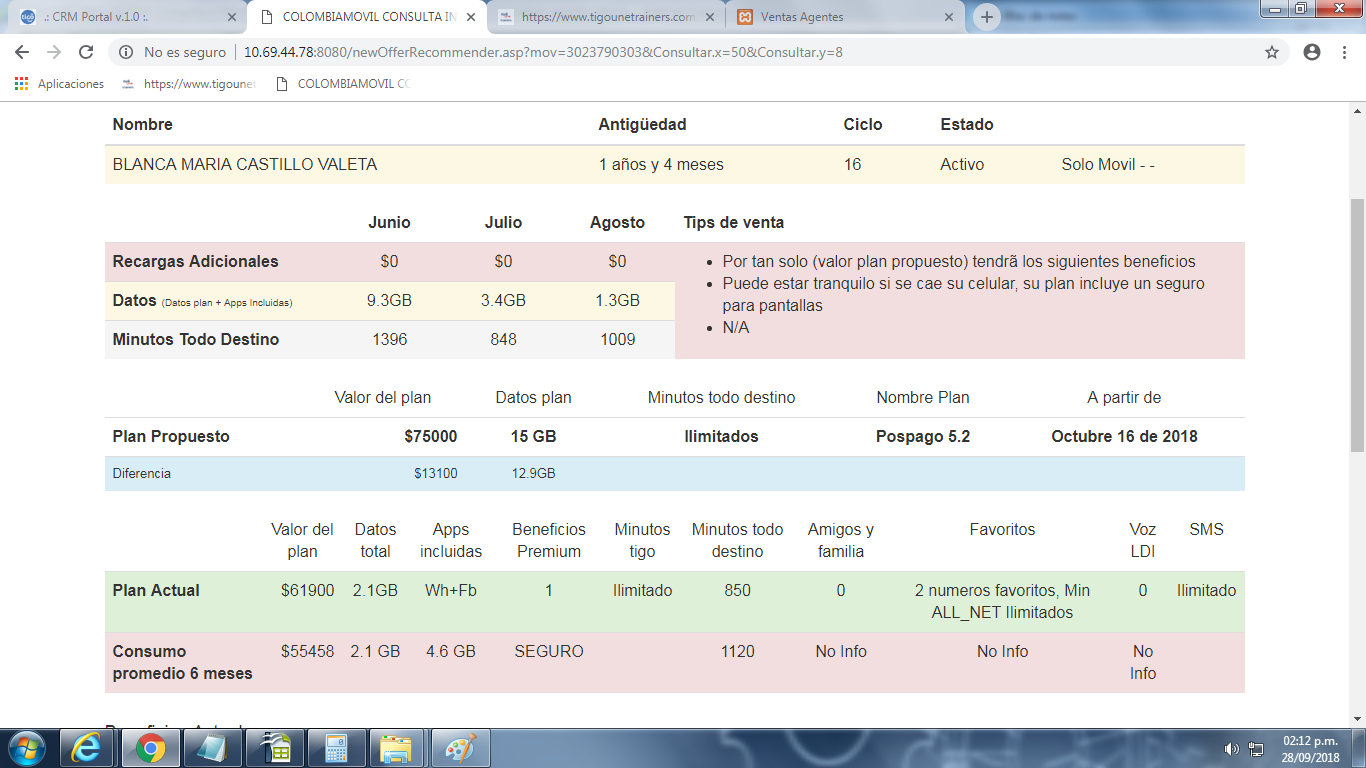 .: CRM Portal v.1.0 :.
COLOMBIAMOVIL CONSULTA IN
https://www.tigounetrainers.com
Ventas Agentes
No es seguro | 10.69.44.78:8080/newOfferRecommender.asp?mov=3023790303&Consultar.x=50&Consultar.y=8
Aplicaciones
https://www.tigounet
COLOMBIAMOVIL CC
Nombre Antigüedad Ciclo Estado
BLANCA MARIA CASTILLO VALETA 1 años y 4 meses 16 Activo Solo Movil - -
Junio Julio Agosto Tips de venta
Recargas Adicionales $0 $0 $0
Datos (Datos plan + Apps Incluidas) 9.3GB 3.4GB 1.3GB
Minutos Todo Destino 1396 848 1009
• Por tan solo (valor plan propuesto) tendrã los siguientes beneficios
• Puede estar tranquilo si se cae su celular, su plan incluye un seguro
para pantallas
• N/A
Valor del plan Datos plan Minutos todo destino Nombre Plan A partir de
Plan Propuesto $75000 15 GB Ilimitados Pospago 5.2 Octubre 16 de 2018
Diferencia $13100 12.9GB
Valor del Datos Apps Beneficios Minutos Minutos todo Amigos y Favoritos Voz SMS
plan total incluidas Premium tigo destino familia LDI
Plan Actual $61900 2.1GB Wh+Fb 1 Ilimitado 850 0 2 numeros favoritos, Min 0 Ilimitado
ALL_NET Ilimitados
Consumo $55458 2.1 GB 4.6 GB SEGURO 1120 No Info No Info No
promedio 6 meses Info
02:12 p.m.
28/09/2018